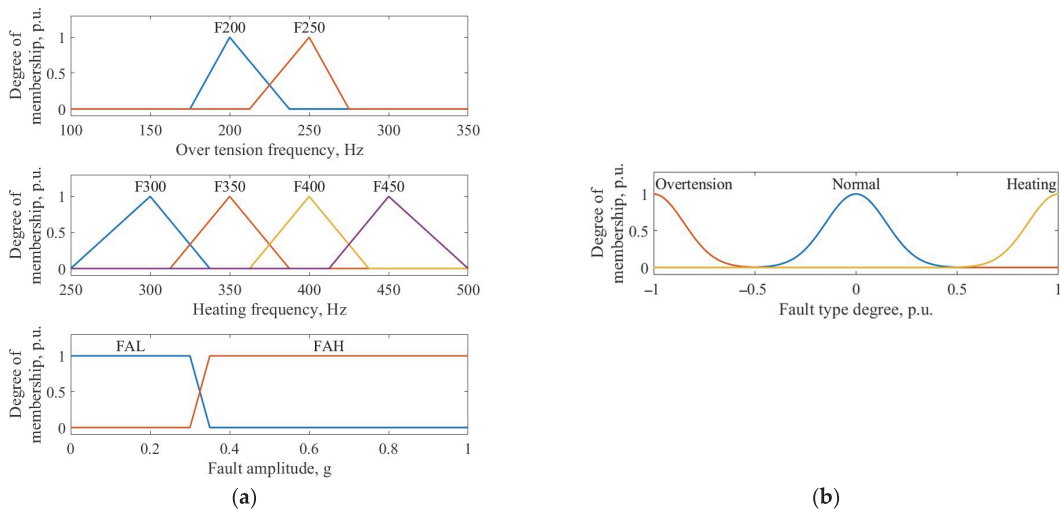 F200 F250
Degree of
membership, p.u.
1
0.5
0
100 150 200 250 300 350
Over tension frequency, Hz
F300 F350 F400 F450
Degree of
membership, p.u.
1
0.5
0
250 300 350 400 450 500
Heating frequency, Hz
FAL FAH
Degree of
membership, p.u.
1
0.5
0
0 0.2 0.4 0.6 0.8 1
Fault amplitude, g
(a)
Overtension Normal Heating
Degree of
membership, p.u.
1
0.5
0
−1 −0.5 0 0.5 1
Fault type degree, p.u.
(b)